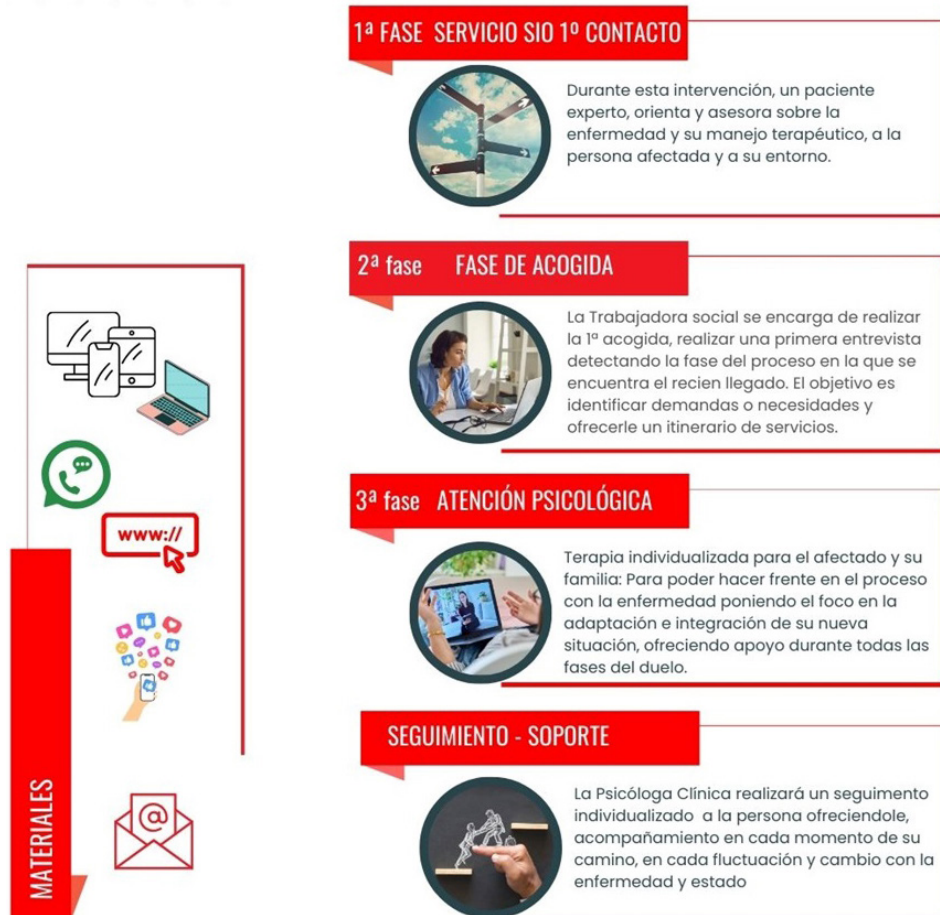 1ª FASE SERVICIO SIO 1º CONTACTO
Durante esta intervención, un paciente
experto, orienta y asesora sobre la
enfermedad y su manejo terapéutico, a la
persona afectada y a su entorno.
2ª fase FASE DE ACOGIDA
La Trabajadora social se encarga de realizar
la 1ª acogida, realizar una primera entrevista
detectando la fase del proceso en la que se
encuentra el recien llegado. El objetivo es
identificar demandas o necesidades y
ofrecerle un itinerario de servicios.
3ª fase ATENCIÓN PSICOLÓGICA
Terapia individualizada para el afectado y su
familia: Para poder hacer frente en el proceso
con la enfermedad poniendo el foco en la
adaptación e integración de su nueva
situación, ofreciendo apoyo durante todas las
fases del duelo.
SEGUIMIENTO - SOPORTE
La Psicóloga Clínica realizará un seguimento
individualizado a la persona ofreciendole,
acompañamiento en cada momento de su
camino, en cada fluctuación y cambio con la
enfermedad y estado
www://
@
MATERIALES